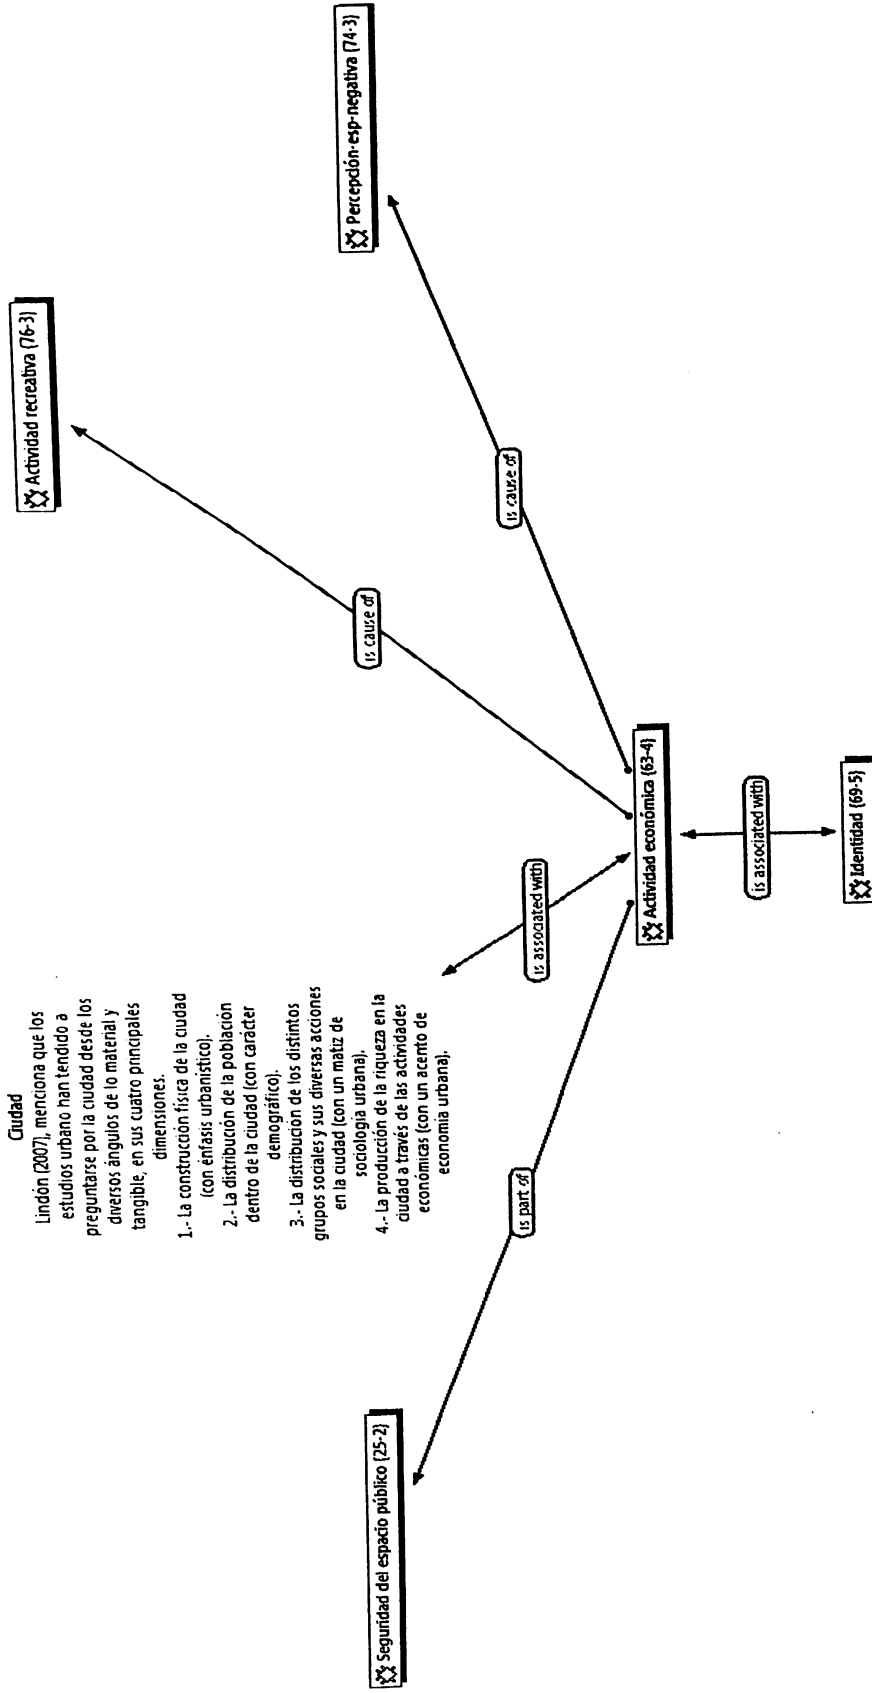 Ciudad
Lindón (2007), menciona que los
estudios urbano han tendido a
preguntarse por la ciudad desde los
diversos ángulos de lo material y
tangible, en sus cuatro principales
dimensiones.
1.- La construcción física de la ciudad
(con énfasis urbanístico).
2.- La distribución de la población
dentro de la ciudad (con carácter
demográfico).
3.- La distribución de los distintos
grupos sociales y sus diversas acciones
en la ciudad (con un matiz de
sociología urbana).
4.- La producción de la riqueza en la
ciudad a través de las actividades
económicas (con un acento de
economia urbana).
Actividad recreativa {76-3}
Percepción-esp-negativa {74-3}
Seguridad del espacio público {25-2}
is part of
is associated with
is cause of
is cause of
Actividad económica {63-4}
is associated with
Identidad {69-5}